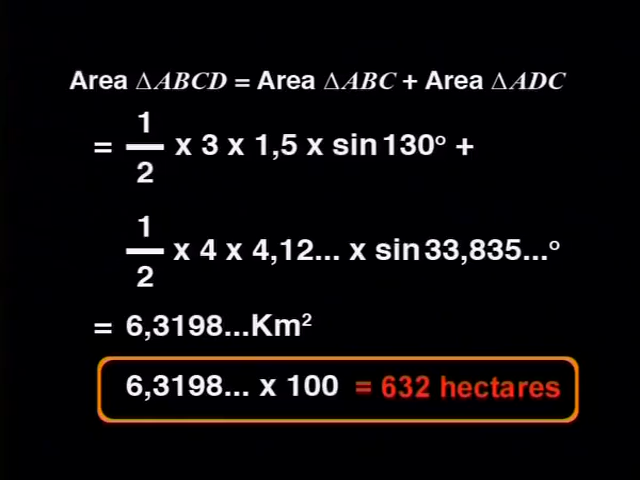 Area ΔABCD = Area ΔABC + Area ΔADC
= 1/2 x 3 x 1,5 x sin 130° +
1/2 x 4 x 4,12... x sin 33,835...°
= 6,3198...Km²
6,3198... x 100 = 632 hectares